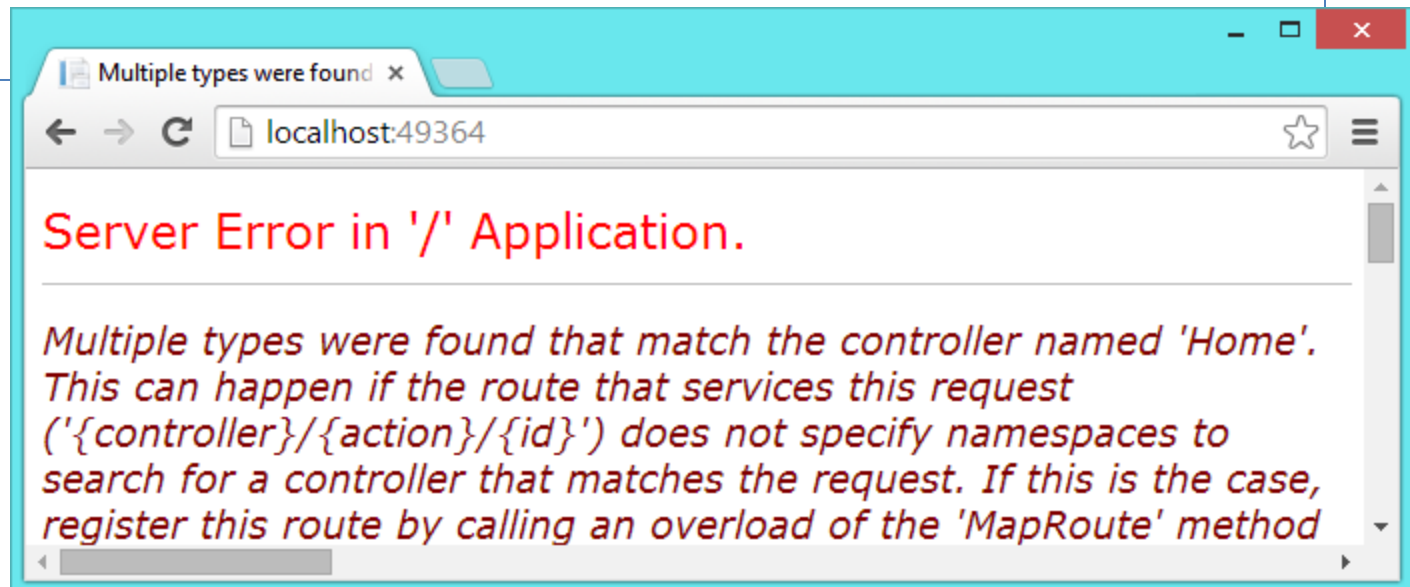 Multiple types were found
localhost:49364
Server Error in '/' Application.
Multiple types were found that match the controller named 'Home'.
This can happen if the route that services this request
('{controller}/{action}/{id}') does not specify namespaces to
search for a controller that matches the request. If this is the case,
register this route by calling an overload of the 'MapRoute' method